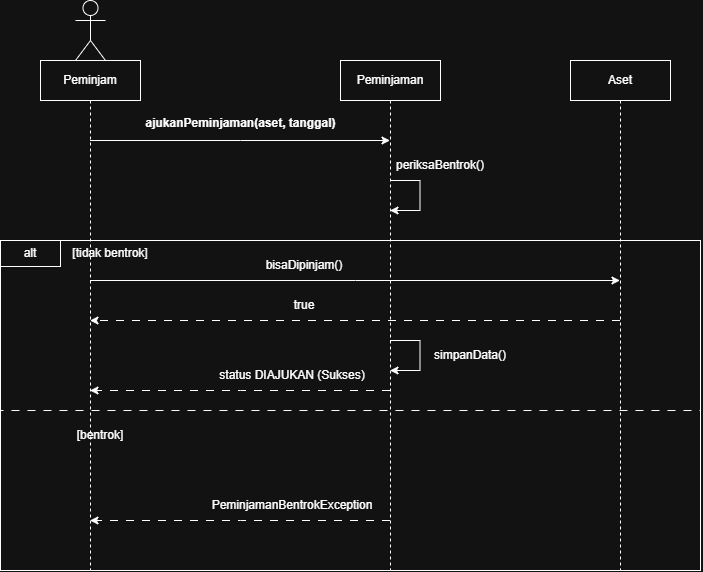 Peminjam
Peminjaman
Aset
ajukanPeminjaman(aset, tanggal)
periksaBentrok()
alt
[tidak bentrok]
bisaDipinjam()
true
simpanData()
status DIAJUKAN (Sukses)
[bentrok]
PeminjamanBentrokException